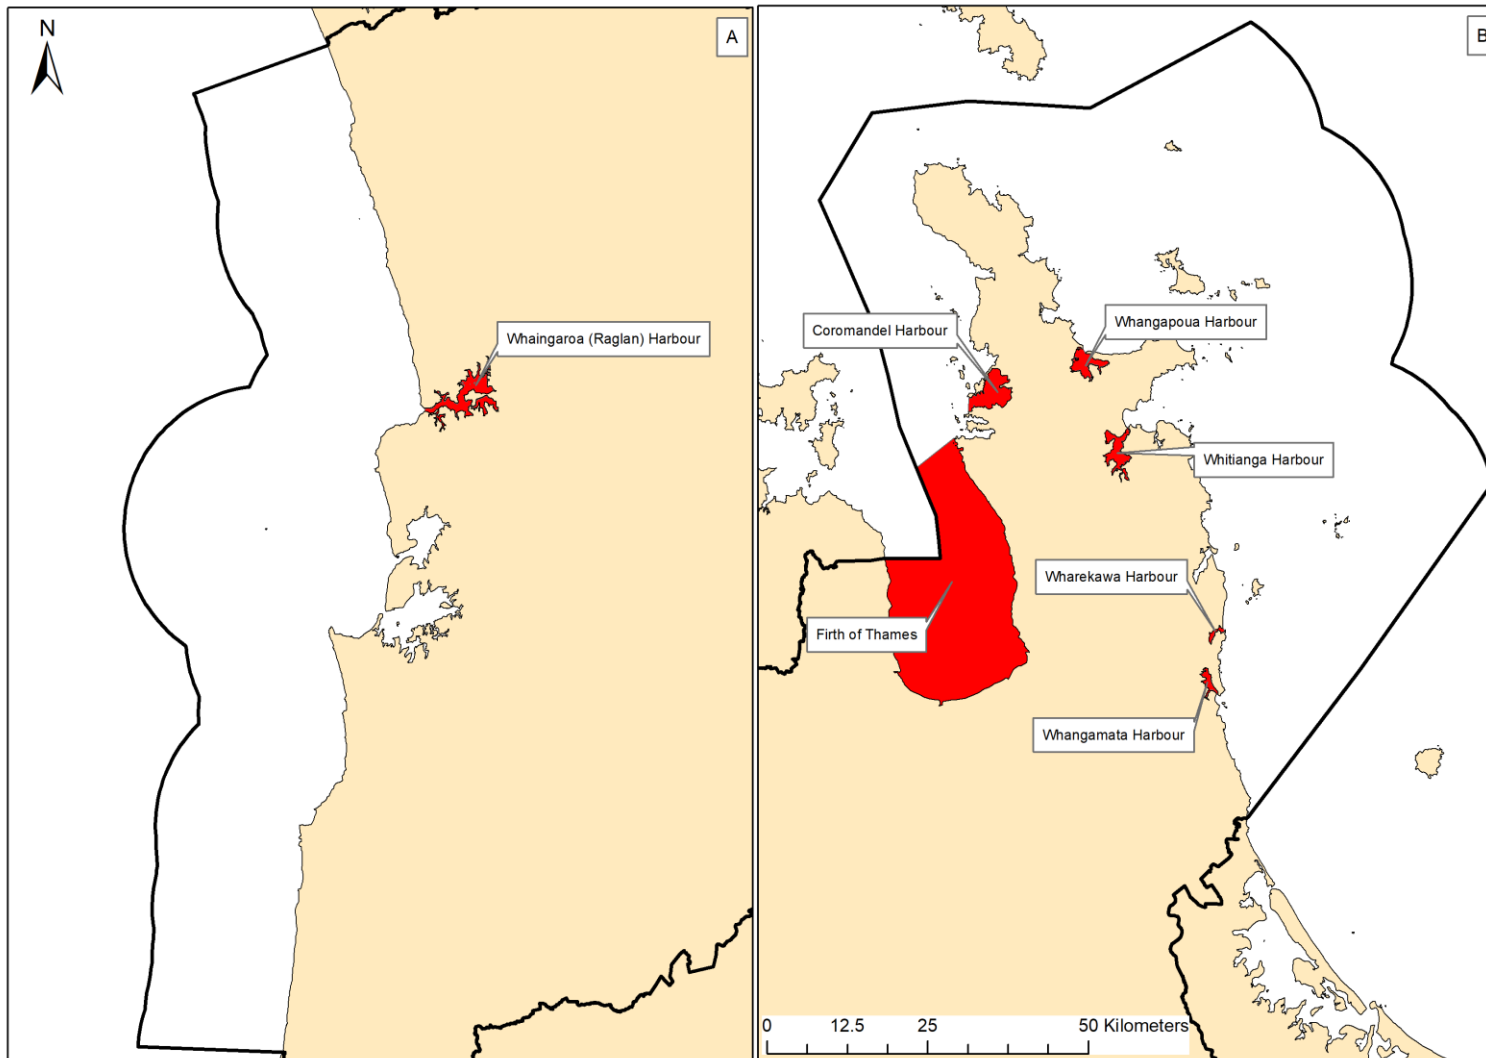 N
A
B
Whaingaroa (Raglan) Harbour
Coromandel Harbour
Whangapoua Harbour
Whitianga Harbour
Wharekawa Harbour
Firth of Thames
Whangamata Harbour
0 12.5 25 50 Kilometers